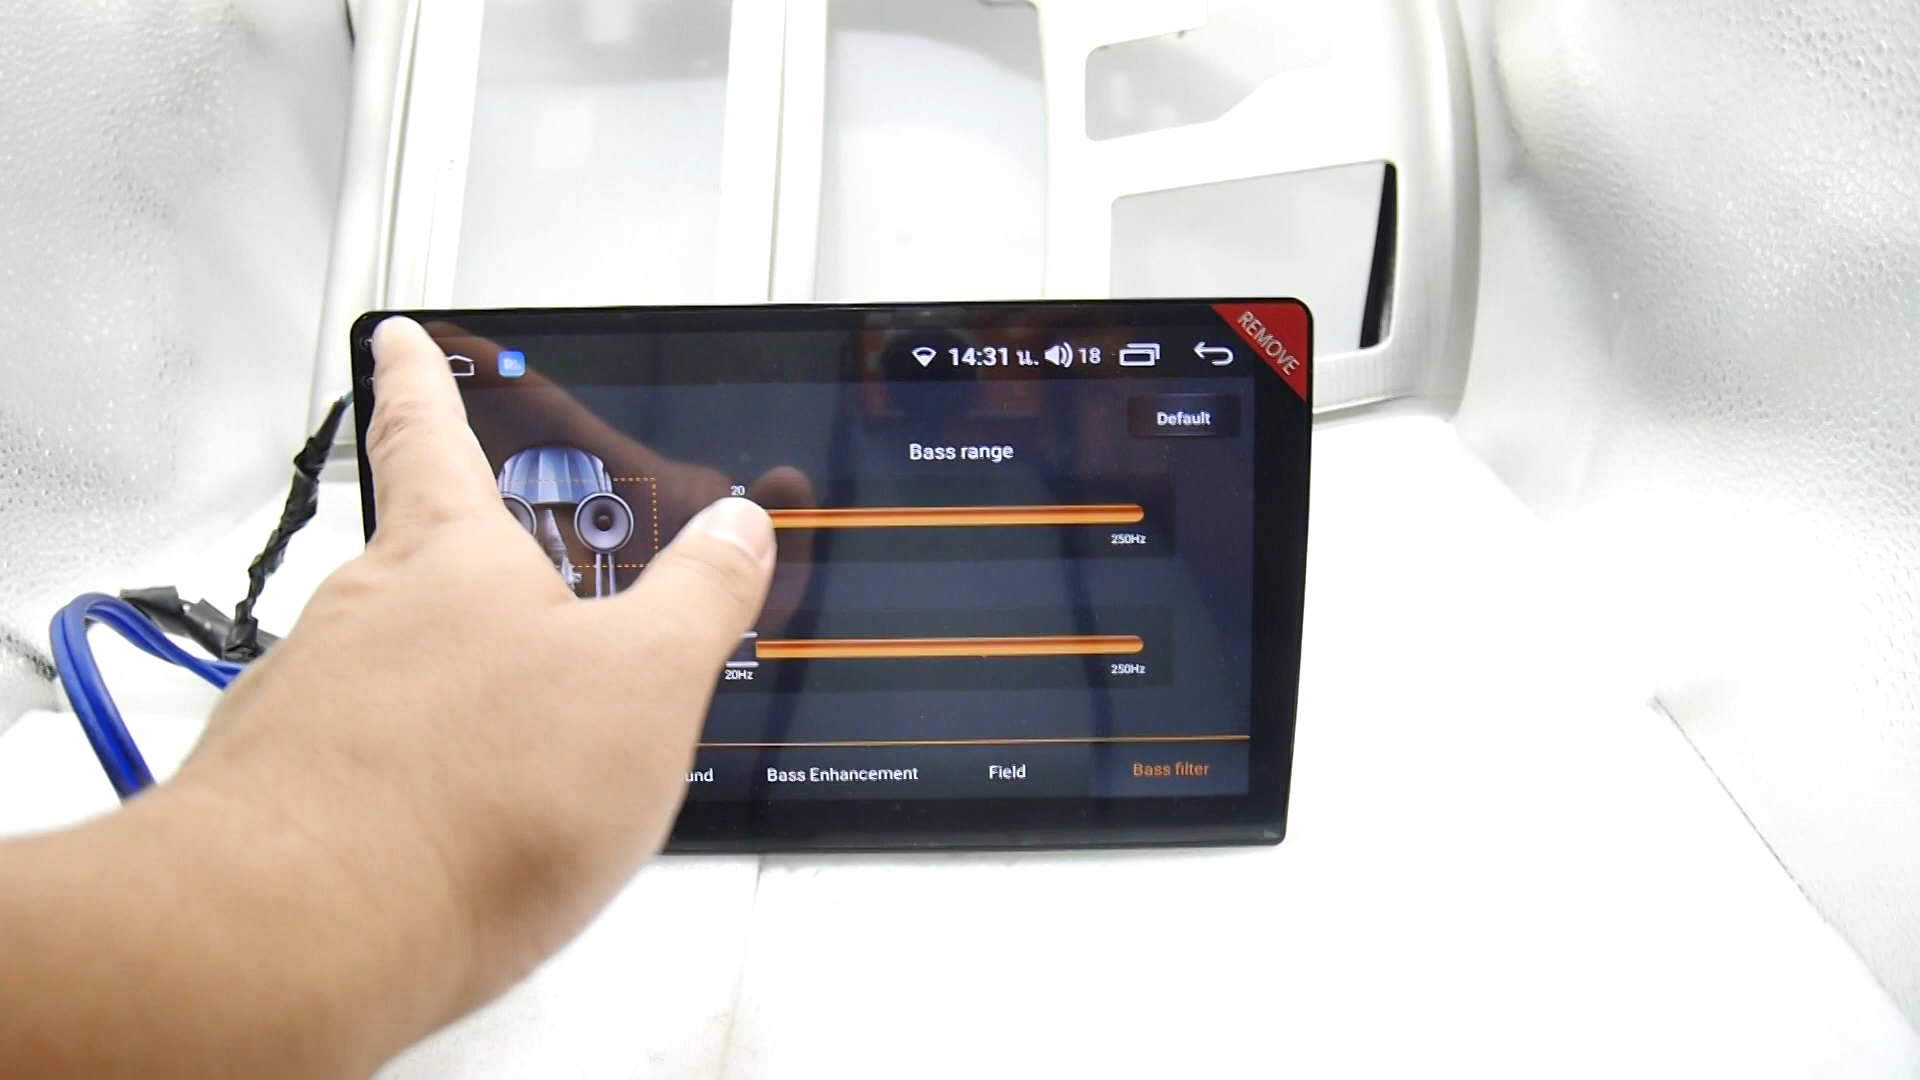 14:31 น. 18
REMOVE
Default
Bass range
20
250Hz
20Hz
250Hz
und
Bass Enhancement
Field
Bass filter